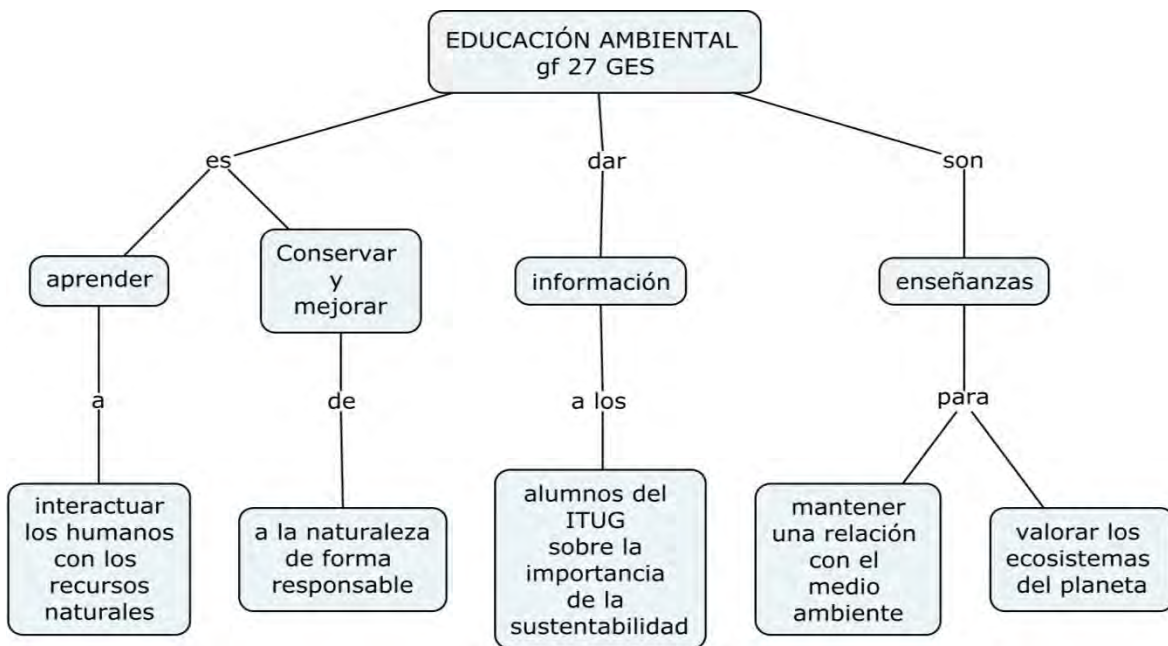 EDUCACIÓN AMBIENTAL
gf 27 GES
es
dar
son
aprender
Conservar
y
mejorar
información
enseñanzas
a
de
a los
para
interactuar
los humanos
con los
recursos
naturales
a la naturaleza
de forma
responsable
alumnos del
ITUG
sobre la
importancia
de la
sustentabilidad
mantener
una relación
con el
medio
ambiente
valorar los
ecosistemas
del planeta